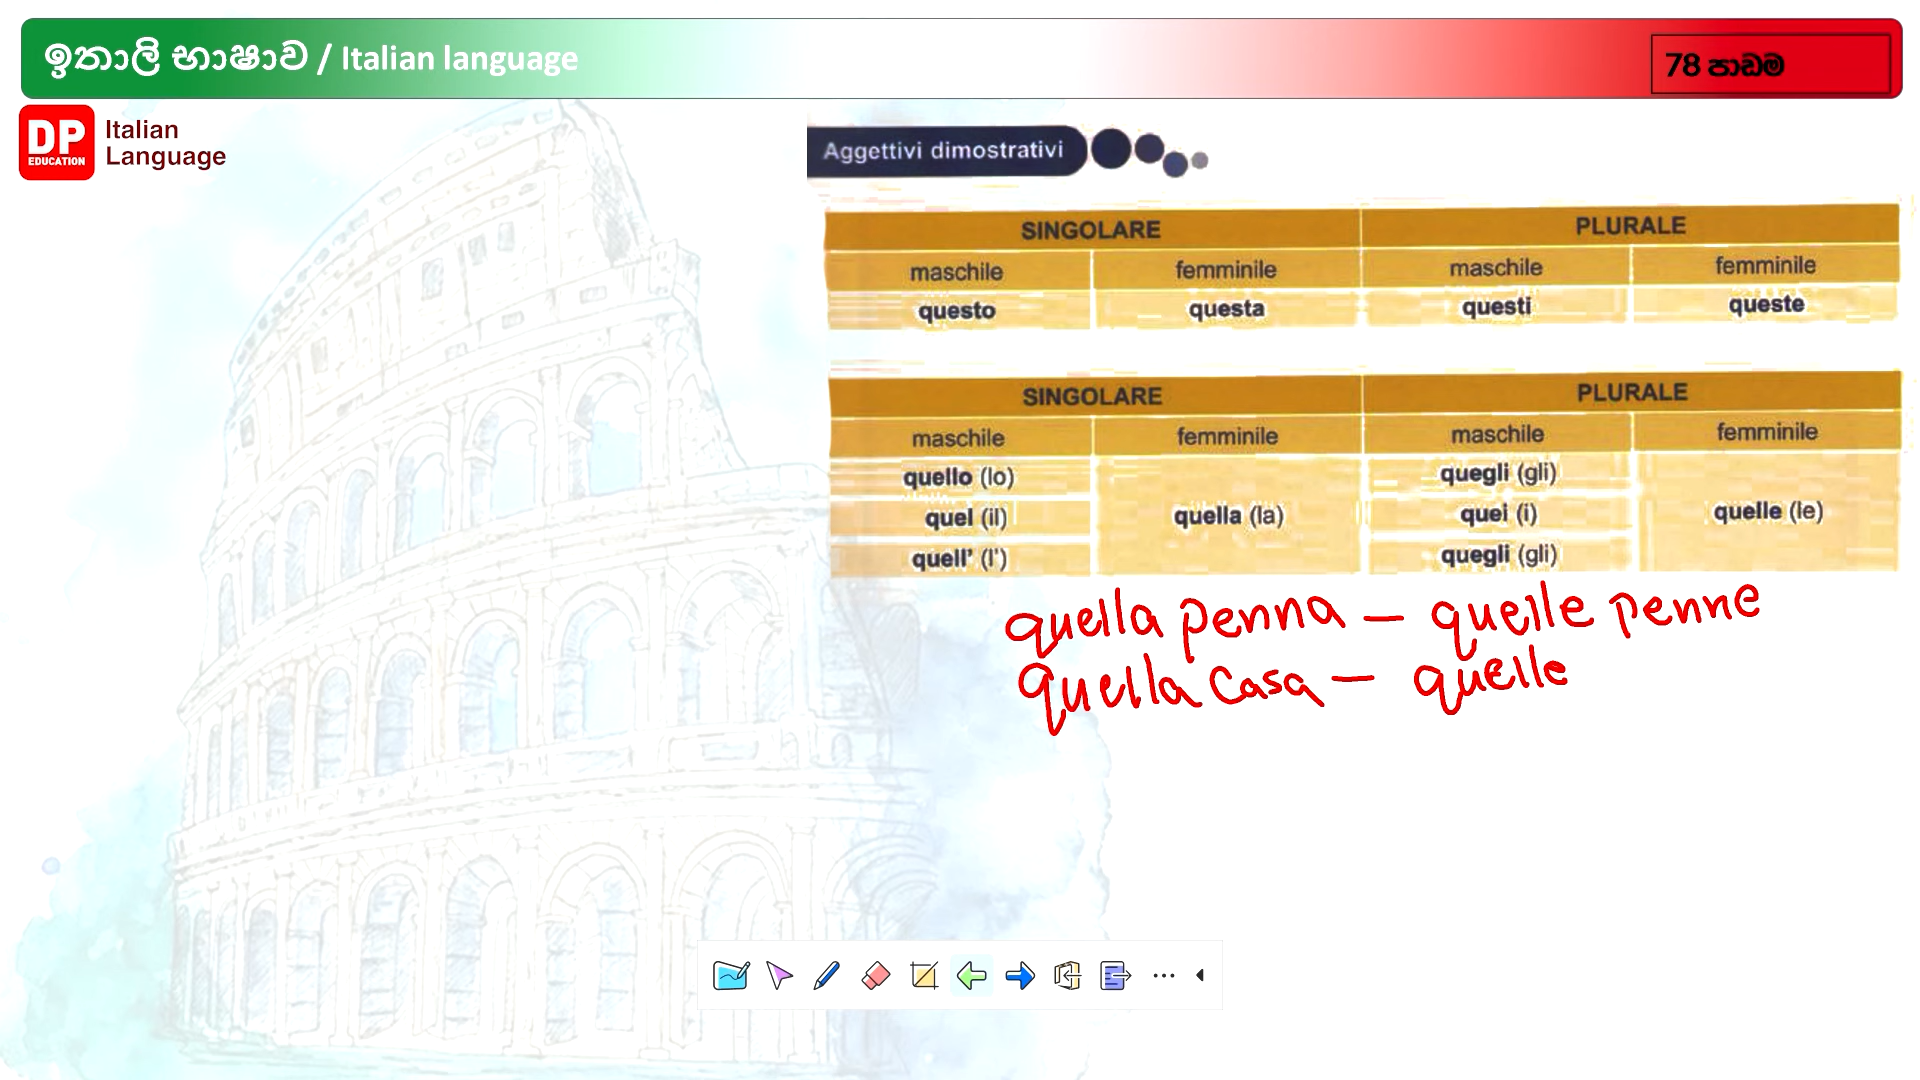 ඉතාලි භාෂාව / Italian language
78 පාඩම
DP
EDUCATION
Italian
Language
Aggettivi dimostrativi
SINGOLARE PLURALE
maschile femminile maschile femminile
questo questa questi queste
SINGOLARE PLURALE
maschile femminile maschile femminile
quello (lo) quegli (gli)
quel (il) quella (la) quei (i) quelle (le)
quell' (l') quegli (gli)
quella penna – quelle penne
quella casa – quelle